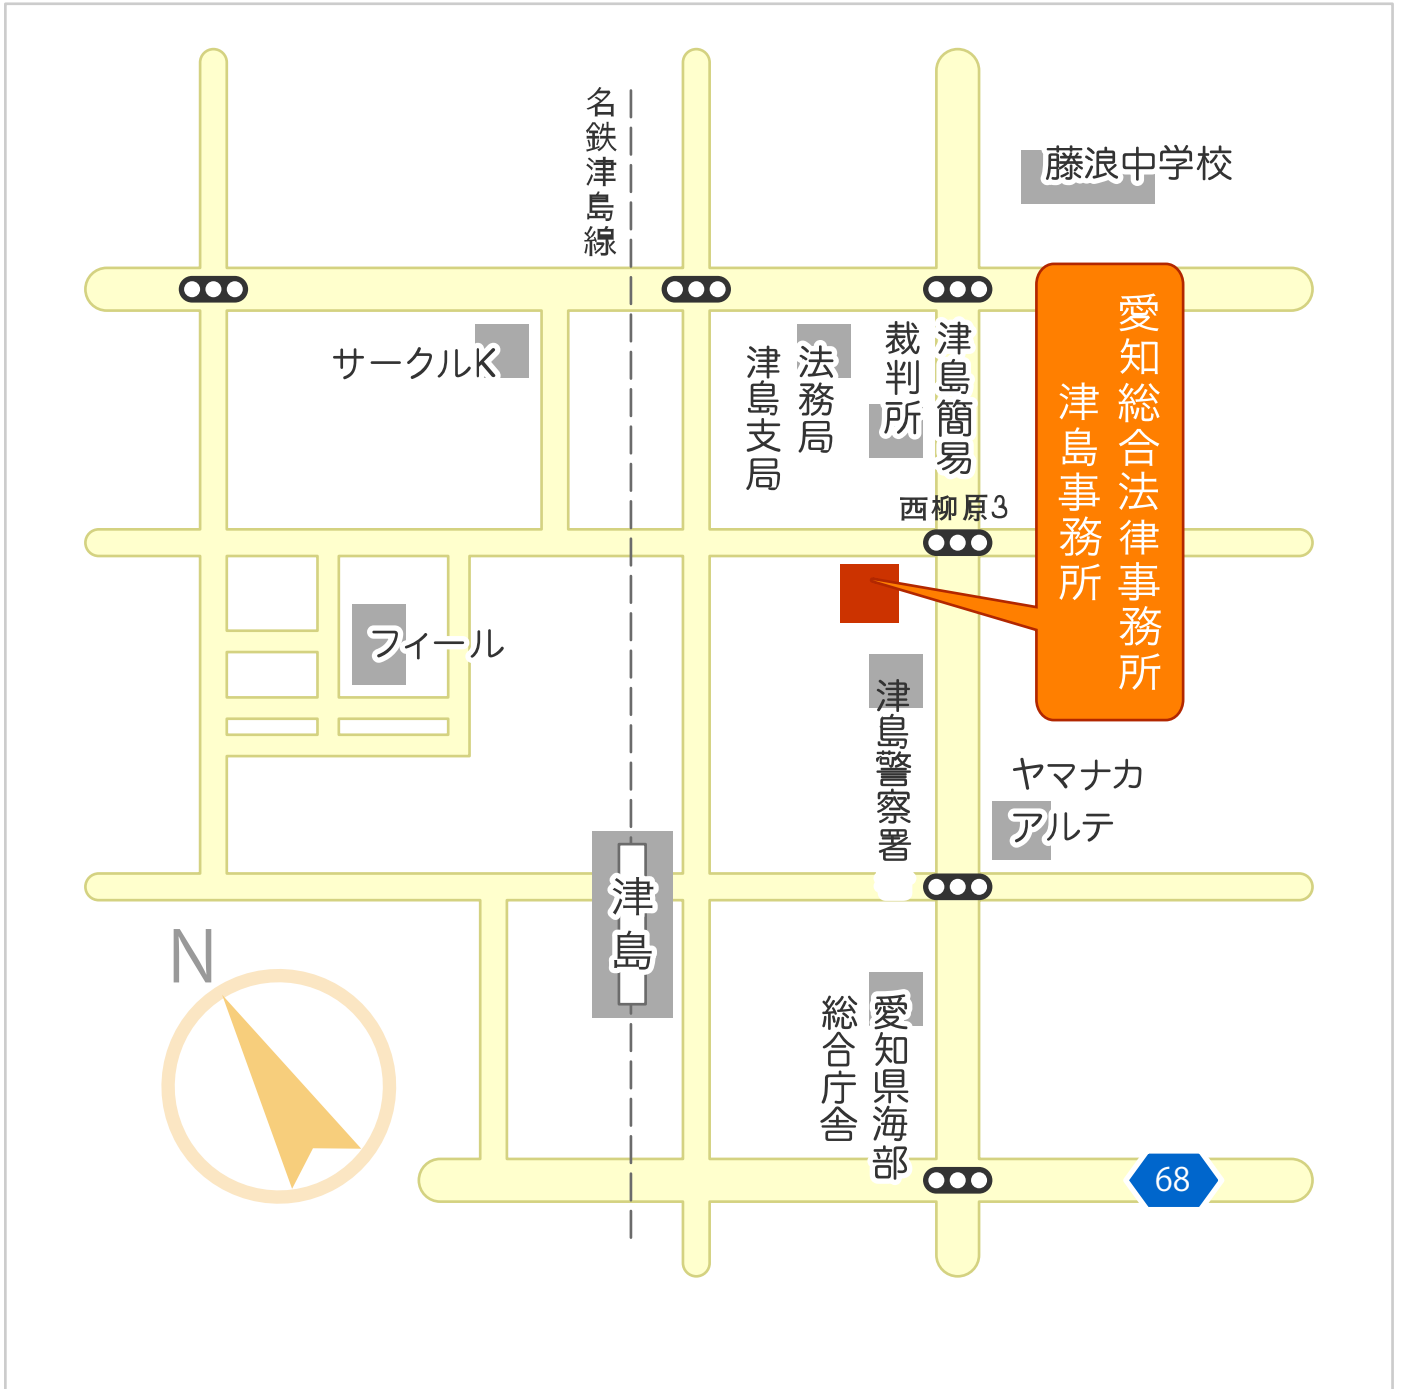 名鉄津島線
藤浪中学校
サークルK
法務局
津島支局
津島簡易
裁判所
愛知総合法律事務所
津島事務所
西柳原3
フィール
津島警察署
ヤマナカ
アルテ
津島
N
愛知県海部
総合庁舎
68